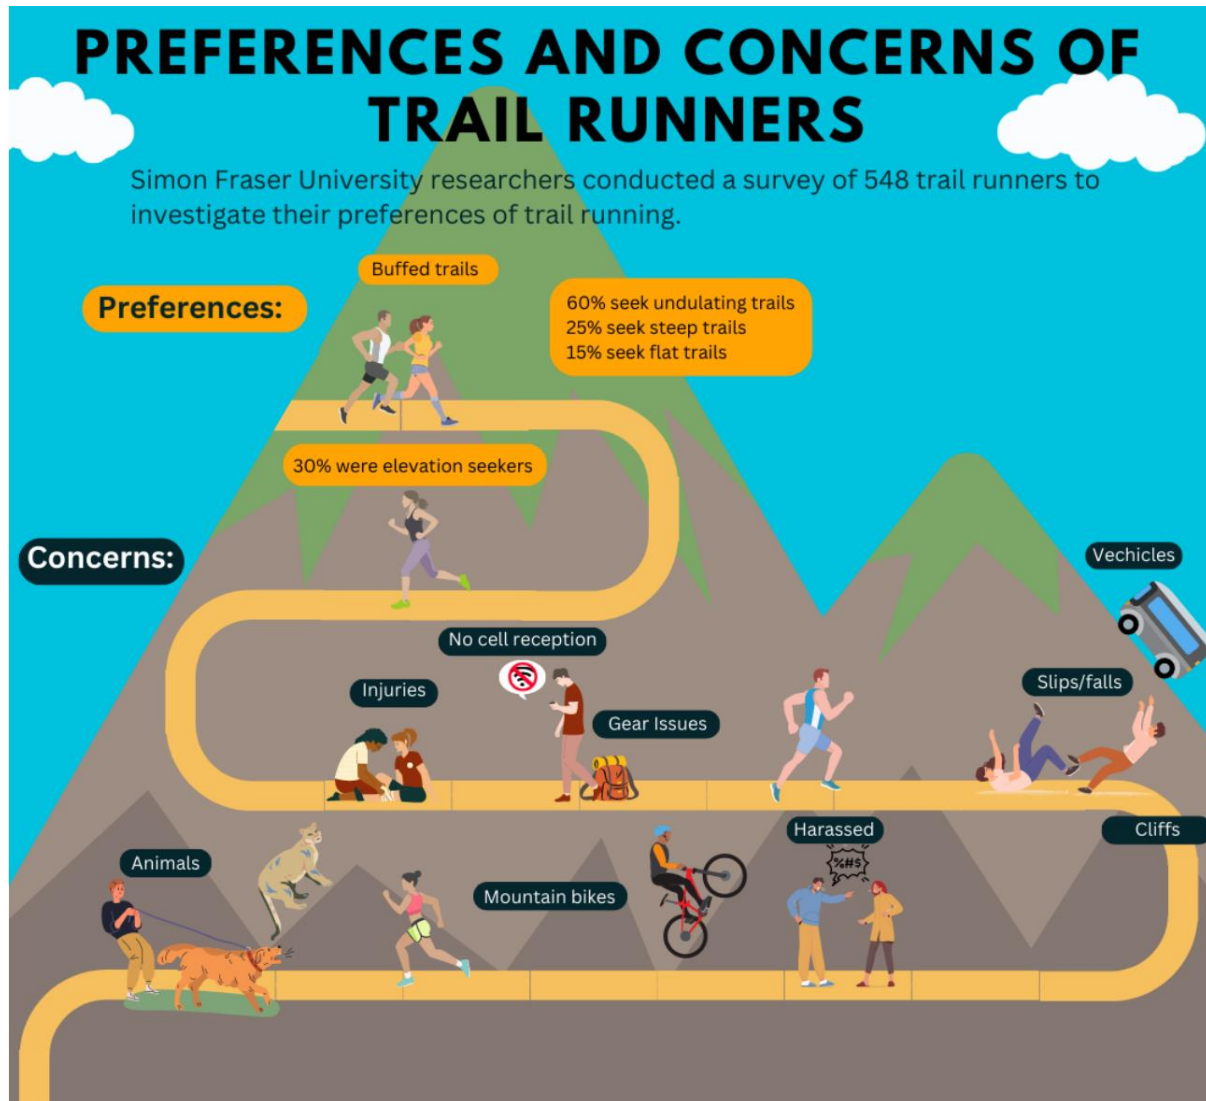 PREFERENCES AND CONCERNS OF
TRAIL RUNNERS
Simon Fraser University researchers conducted a survey of 548 trail runners to
investigate their preferences of trail running.
Buffed trails
Preferences:
60% seek undulating trails
25% seek steep trails
15% seek flat trails
30% were elevation seekers
Concerns:
Vechicles
No cell reception
Injuries
Slips/falls
Gear Issues
Harassed
Cliffs
%#$
Animals
Mountain bikes